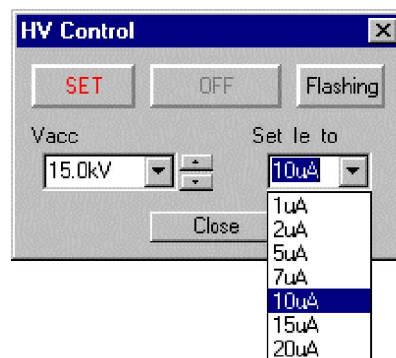 HV Control
SET OFF Flashing
Vacc Set Ie to
15.0kV 10uA
Close
1uA
2uA
5uA
7uA
10uA
15uA
20uA